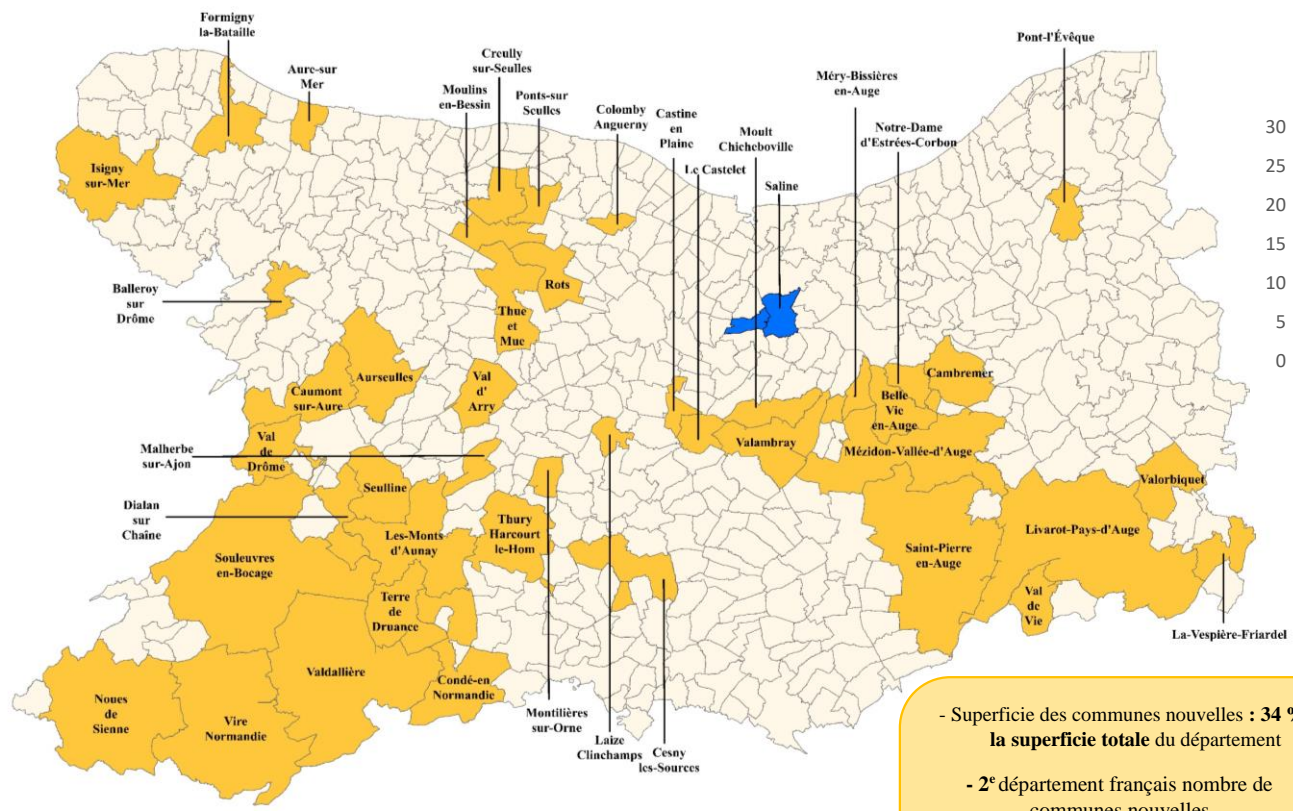 Formigny
la-Bataille
Aure-sur
Mer
Creully
sur-Seulles
Moulins
en-Bessin
Ponts-sur
Seulles
Colomby
Anguerny
Castine
en
Plaine
Le Castelet
Moult
Chicheboville
Saline
Méry-Bissières
en-Auge
Notre-Dame
d'Estrées-Corbon
Pont-l'Évêque
30
25
20
15
10
5
0
Isigny
sur-Mer
Balleroy
sur
Drôme
Rots
Thue
et
Muc
Caumont
sur-Aure
Aurseulles
Val
d'
Arry
Cambremer
Belle
Vie
en-Auge
Valambray
Mézidon-Vallée-d'Auge
Malherbe
sur-Ajon
Val
de
Drôme
Seulline
Dialan
sur
Chaîne
Les-Monts
d'Aunay
Thury
Harcourt
le-Hom
Souleuvres
en-Bocage
Terre
de
Druance
Valorbiquet
Livarot-Pays-d'Auge
Saint-Pierre
en-Auge
Val
de
Vie
La-Vespière-Friardel
Valdallière
Condé-en
Normandie
Noues
de
Sienne
Vire
Normandie
Montilières
sur-Orne
Laize
Clinchamps
Cesny
les-Sources
- Superficie des communes nouvelles : 34 %
la superficie totale du département
- 2e département français nombre de
communes nouvelles